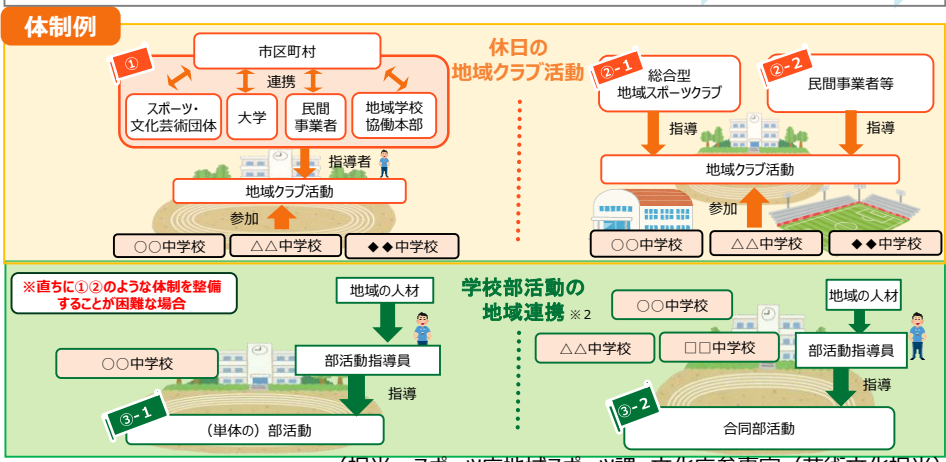 体制例
休日の
地域クラブ活動
①
市区町村
連携
スポーツ・
文化芸術団体
大学
民間
事業者
地域学校
協働本部
指導者
地域クラブ活動
参加
○○中学校
△△中学校
◆◆中学校
②-1
総合型
地域スポーツクラブ
②-2
民間事業者等
指導
指導
地域クラブ活動
参加
○○中学校
△△中学校
◆◆中学校
※直ちに①②のような体制を整備
することが困難な場合
学校部活動の
地域連携 ※2
地域の人材
○○中学校
部活動指導員
指導
③-1
(単体の)部活動
○○中学校
地域の人材
△△中学校
□□中学校
部活動指導員
指導
③-2
合同部活動